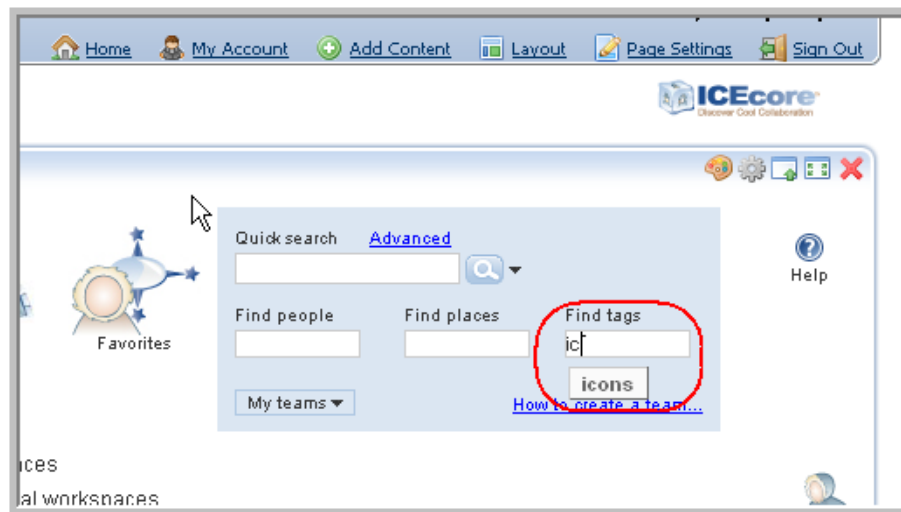 Home My Account Add Content Layout Page Settings Sign Out
ICEcore
Discover Cool Collaboration
Quick search Advanced
Help
Find people Find places Find tags
Favorites
ic
icons
My teams How to create a team...
al workspaces